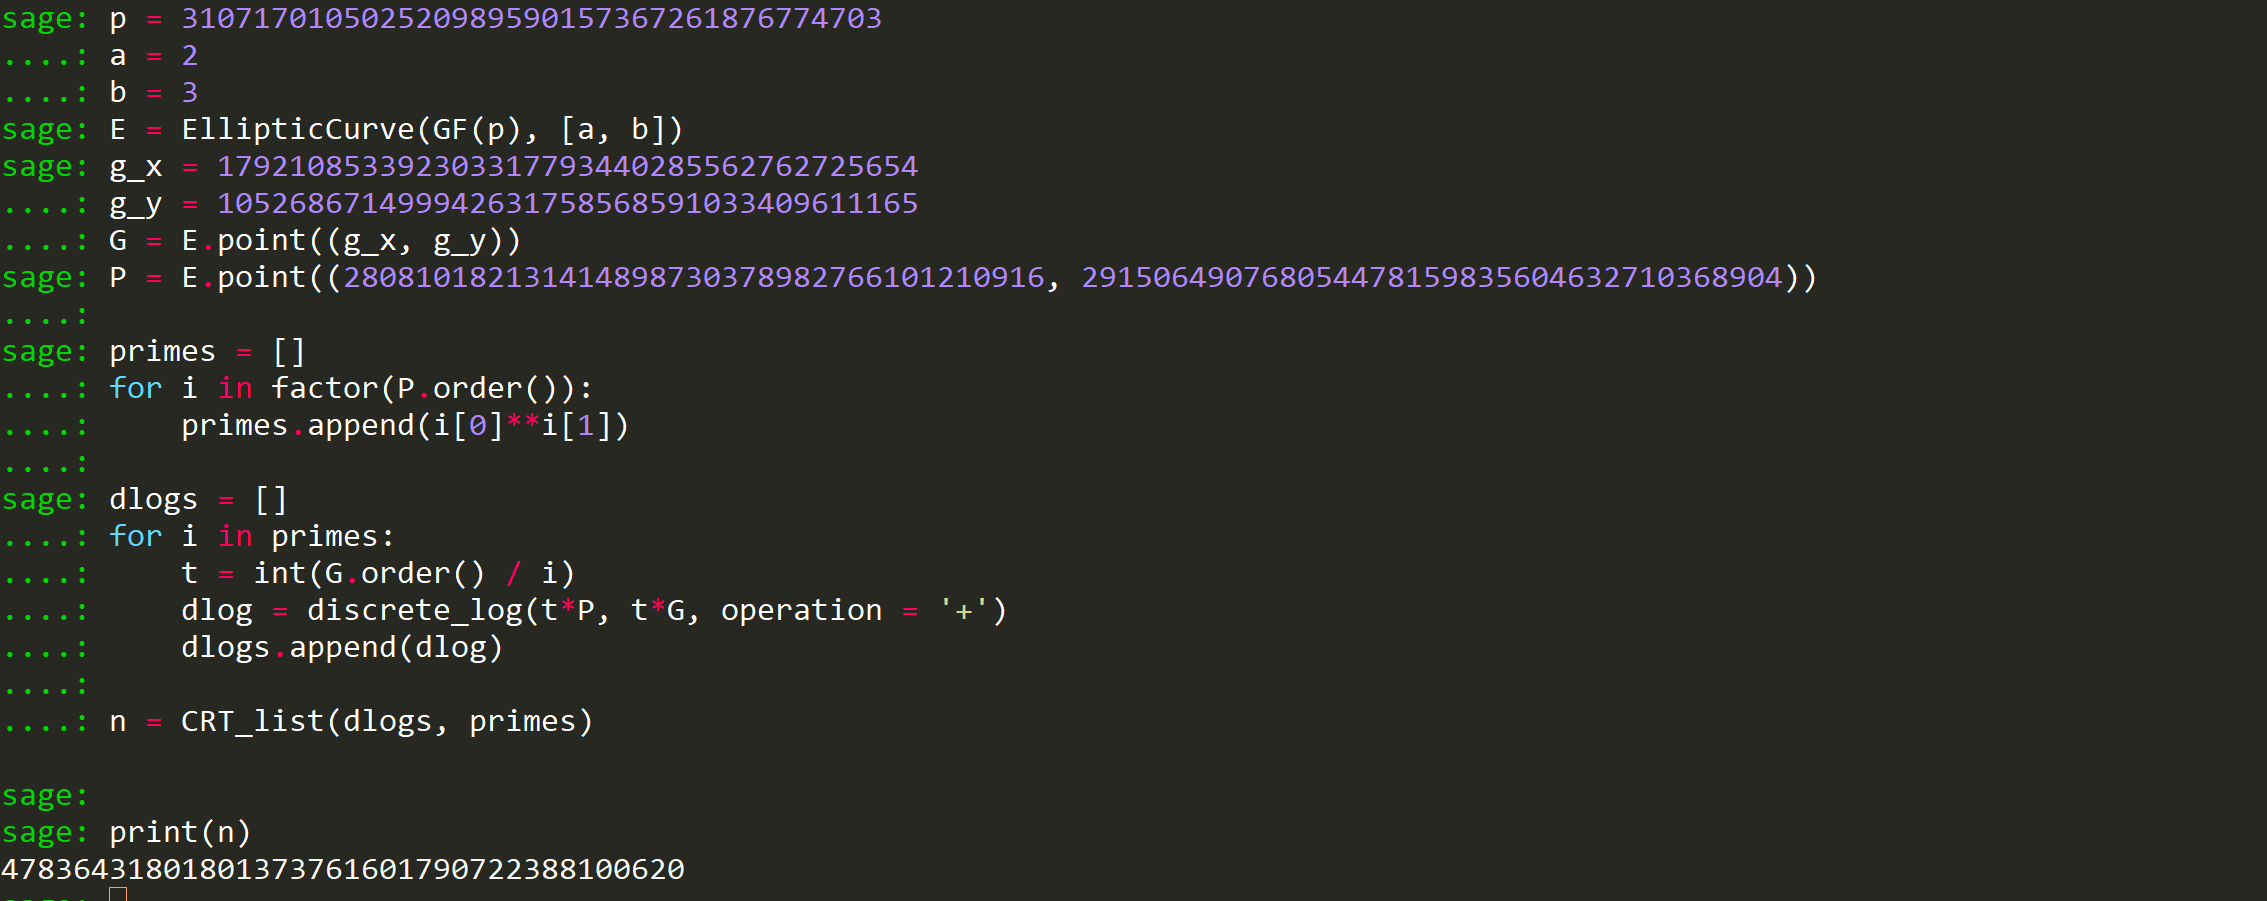 sage: p = 310717010502520989590157367261876774703
....: a = 2
....: b = 3
sage: E = EllipticCurve(GF(p), [a, b])
sage: g_x = 179210853392303317793440285562762725654
....: g_y = 105268671499942631758568591033409611165
....: G = E.point((g_x, g_y))
sage: P = E.point((280810182131414898730378982766101210916, 291506490768054478159835604632710368904))
....:
sage: primes = []
....: for i in factor(P.order()):
....:     primes.append(i[0]**i[1])
....:
sage: dlogs = []
....: for i in primes:
....:     t = int(G.order() / i)
....:     dlog = discrete_log(t*P, t*G, operation = '+')
....:     dlogs.append(dlog)
....:
....: n = CRT_list(dlogs, primes)
sage:
sage: print(n)
47836431801801373761601790722388100620